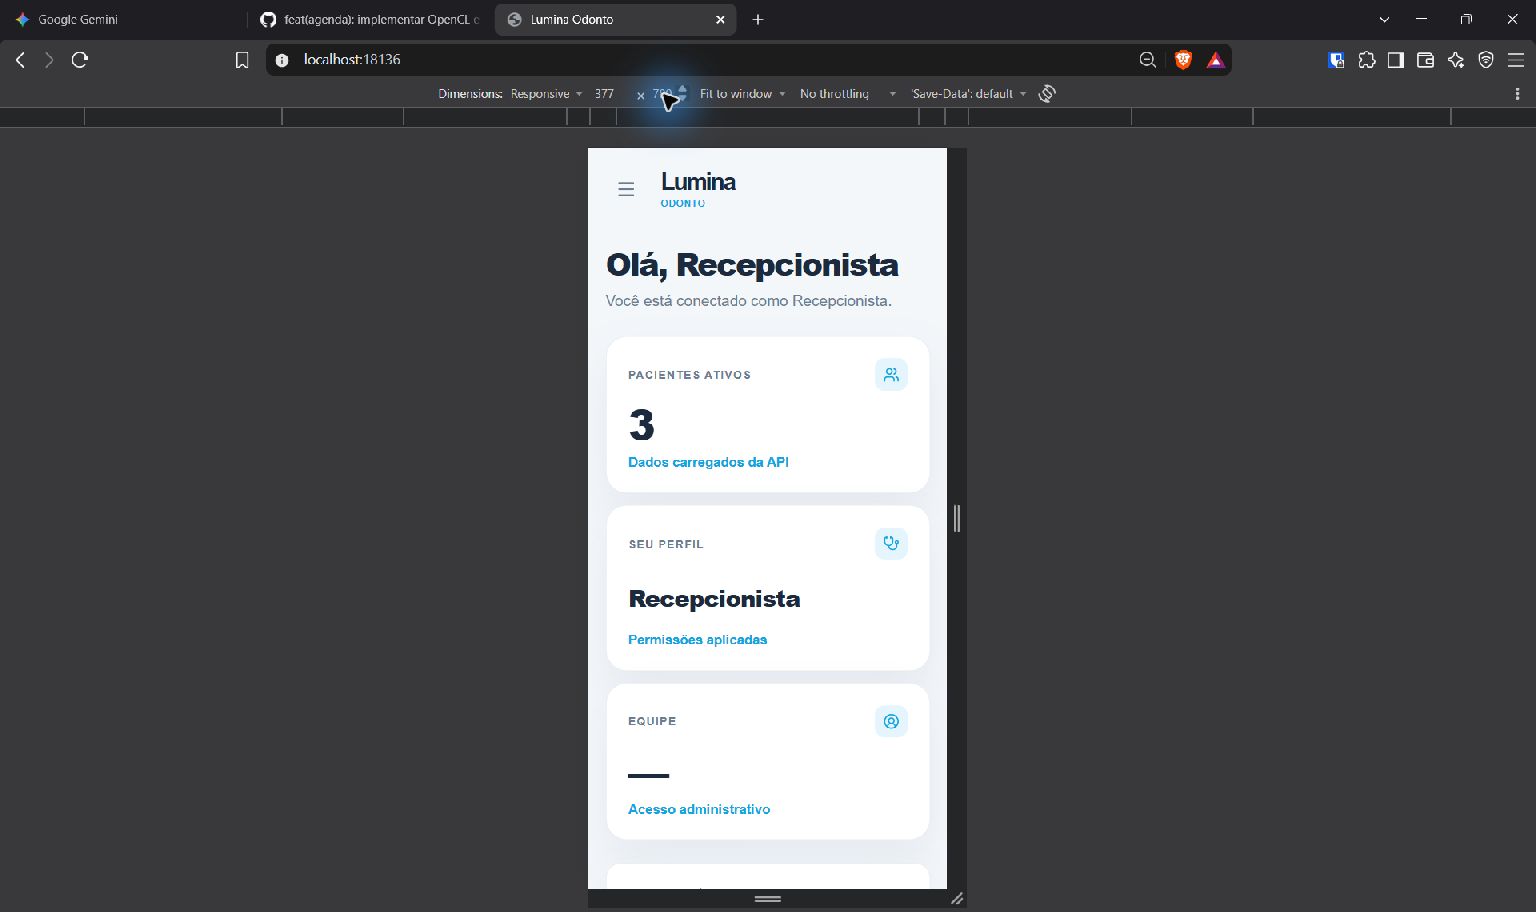 Google Gemini
feat(agenda): implementar OpenCL e
Lumina Odonto
localhost:18136
Dimensions: Responsive 377 × Fit to window No throttling 'Save-Data': default
Lumina
ODONTO
Olá, Recepcionista
Você está conectado como Recepcionista.
PACIENTES ATIVOS
3
Dados carregados da API
SEU PERFIL
Recepcionista
Permissões aplicadas
EQUIPE
—
Acesso administrativo